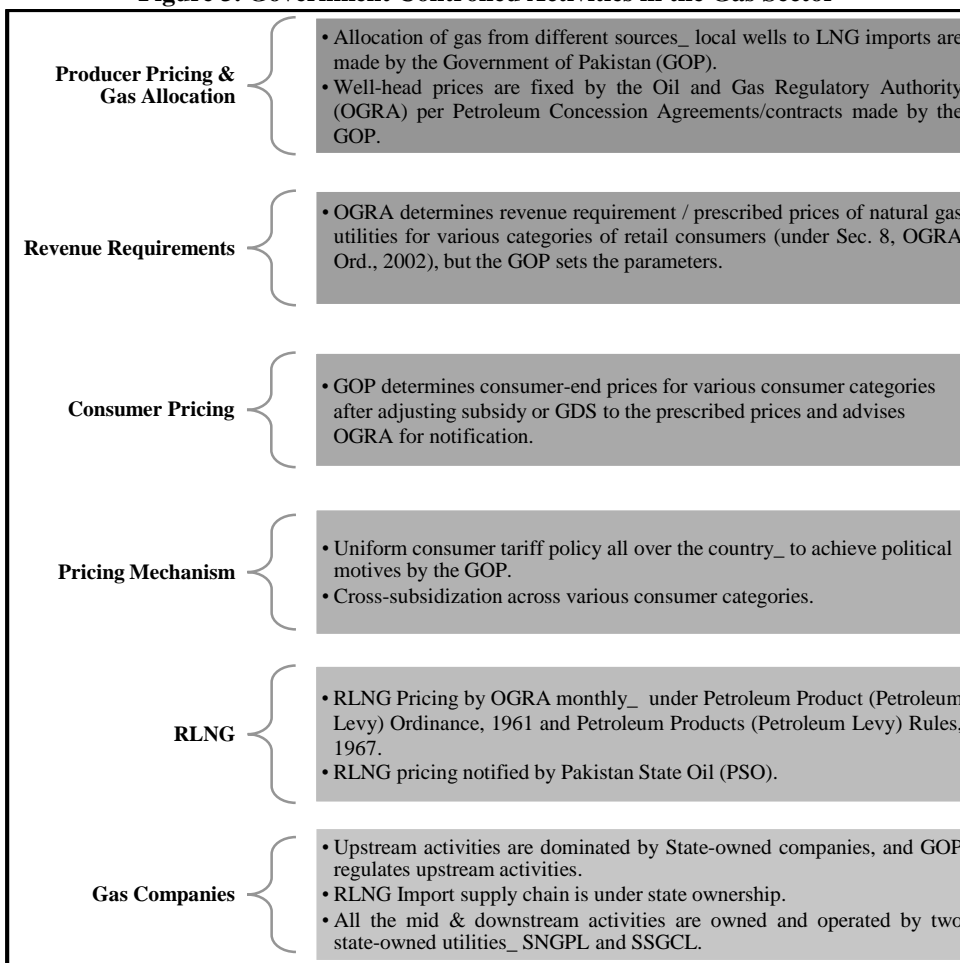 Figure 3: Government Controlled Activities in the Gas Sector
Producer Pricing &
Gas Allocation
• Allocation of gas from different sources_ local wells to LNG imports are
made by the Government of Pakistan (GOP).
• Well-head prices are fixed by the Oil and Gas Regulatory Authority
(OGRA) per Petroleum Concession Agreements/contracts made by the
GOP.
Revenue Requirements
• OGRA determines revenue requirement / prescribed prices of natural gas
utilities for various categories of retail consumers (under Sec. 8, OGRA
Ord., 2002), but the GOP sets the parameters.
Consumer Pricing
• GOP determines consumer-end prices for various consumer categories
after adjusting subsidy or GDS to the prescribed prices and advises
OGRA for notification.
Pricing Mechanism
• Uniform consumer tariff policy all over the country_ to achieve political
motives by the GOP.
• Cross-subsidization across various consumer categories.
RLNG
• RLNG Pricing by OGRA monthly_ under Petroleum Product (Petroleum
Levy) Ordinance, 1961 and Petroleum Products (Petroleum Levy) Rules,
1967.
• RLNG pricing notified by Pakistan State Oil (PSO).
Gas Companies
• Upstream activities are dominated by State-owned companies, and GOP
regulates upstream activities.
• RLNG Import supply chain is under state ownership.
• All the mid & downstream activities are owned and operated by two
state-owned utilities_ SNGPL and SSGCL.